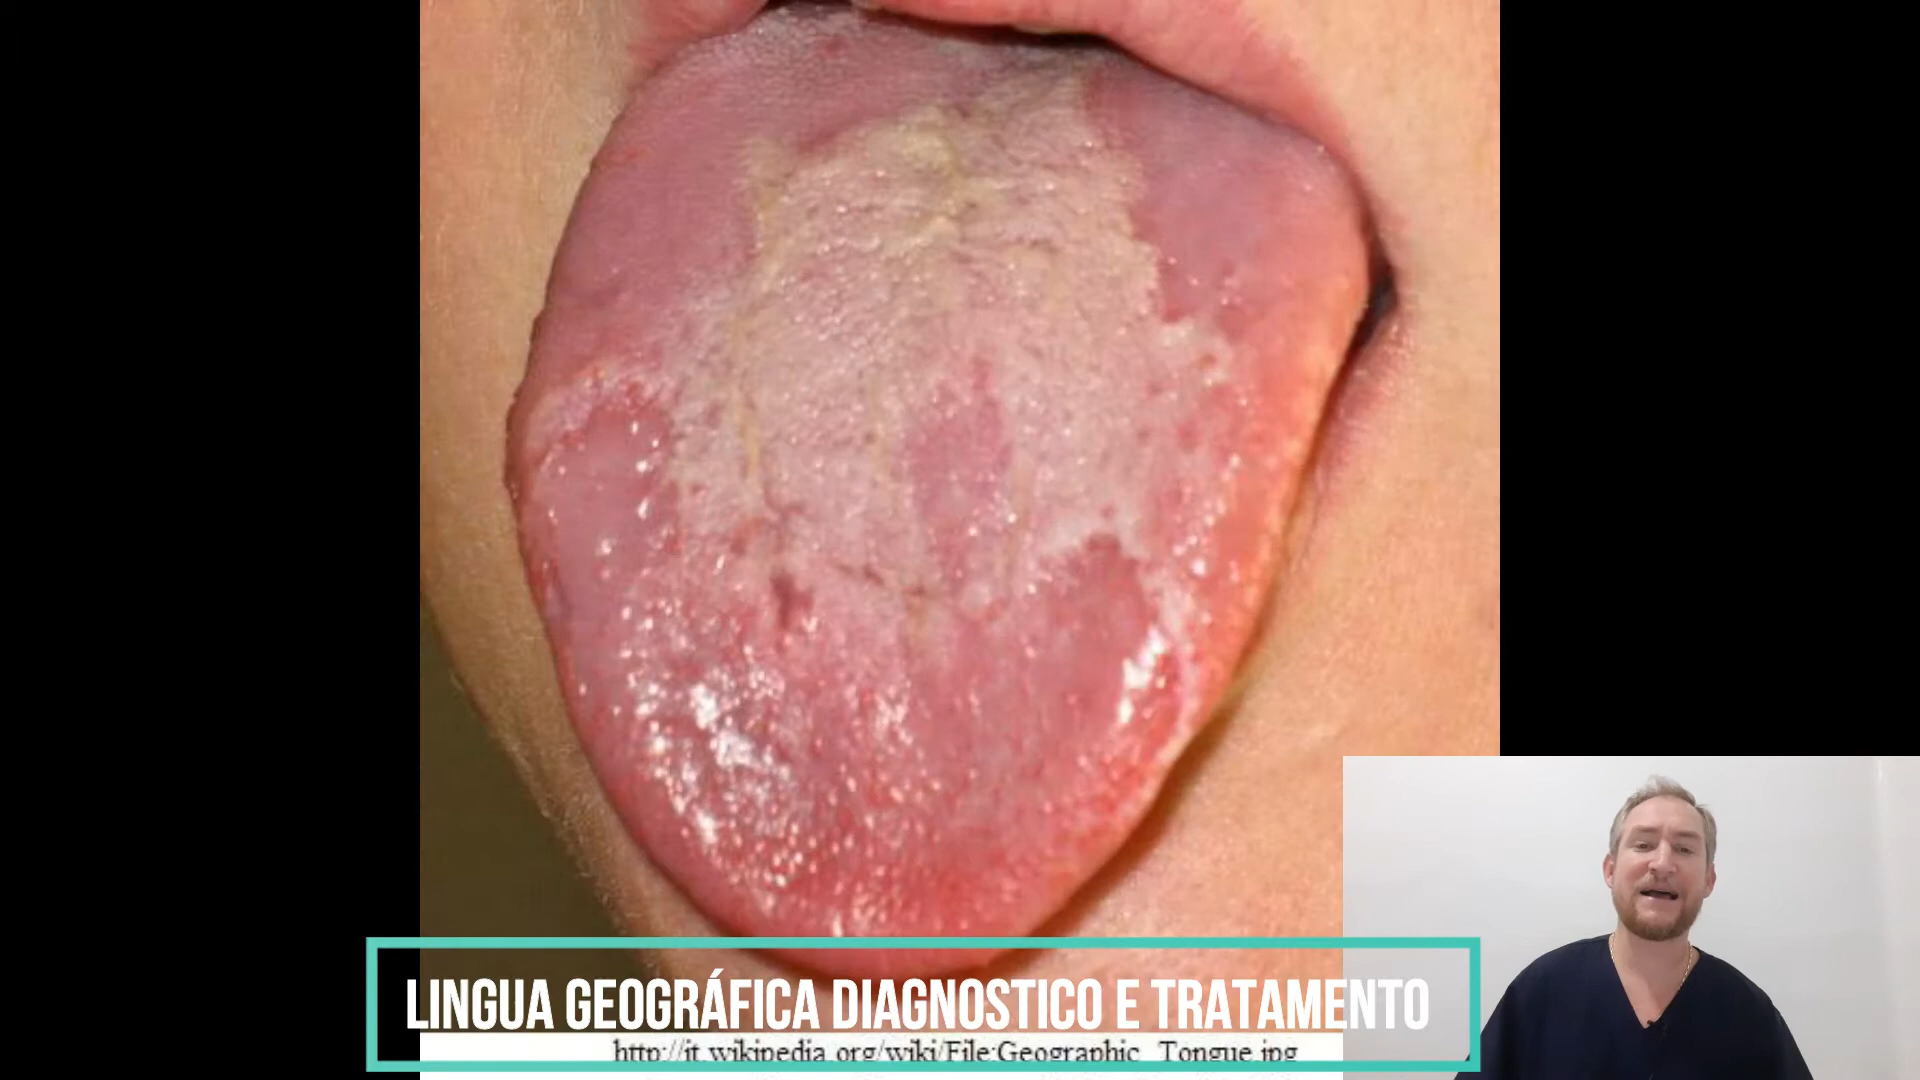 LINGUA GEOGRÁFICA DIAGNOSTICO E TRATAMENTO
http://it.wikipedia.org/wiki/File:Geographic_Tongue.jpg